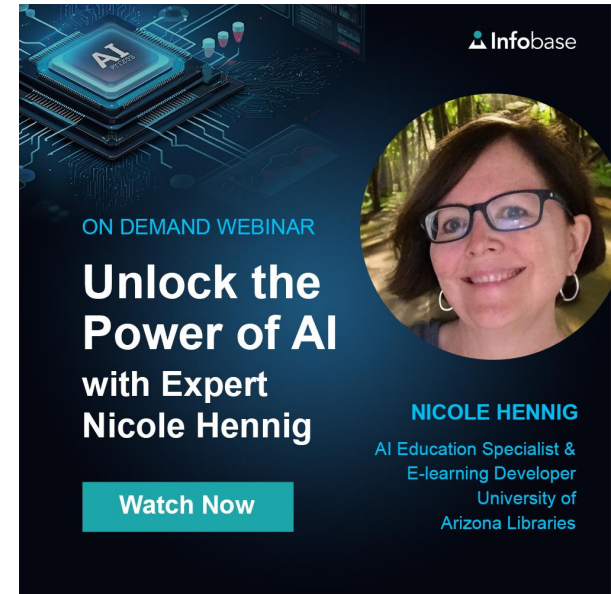 AI
Infobase
ON DEMAND WEBINAR
Unlock the
Power of AI
with Expert
Nicole Hennig
Watch Now
NICOLE HENNIG
AI Education Specialist &
E-learning Developer
University of
Arizona Libraries